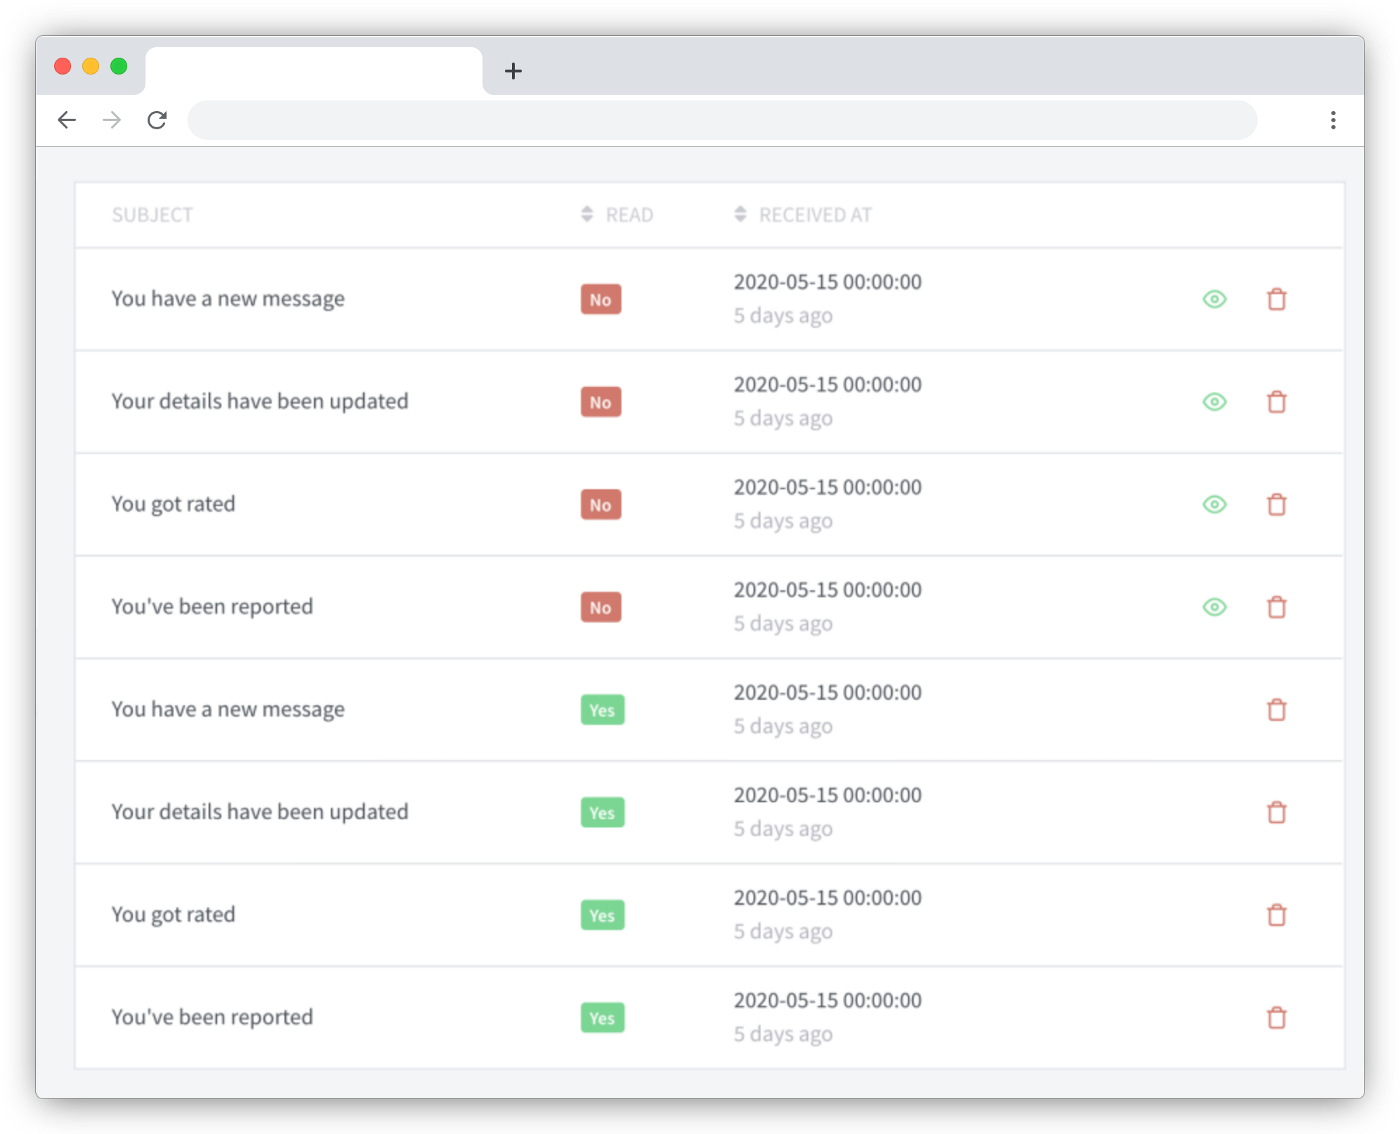 SUBJECT READ RECEIVED AT
You have a new message No 2020-05-15 00:00:00
5 days ago
Your details have been updated No 2020-05-15 00:00:00
5 days ago
You got rated No 2020-05-15 00:00:00
5 days ago
You've been reported No 2020-05-15 00:00:00
5 days ago
You have a new message Yes 2020-05-15 00:00:00
5 days ago
Your details have been updated Yes 2020-05-15 00:00:00
5 days ago
You got rated Yes 2020-05-15 00:00:00
5 days ago
You've been reported Yes 2020-05-15 00:00:00
5 days ago